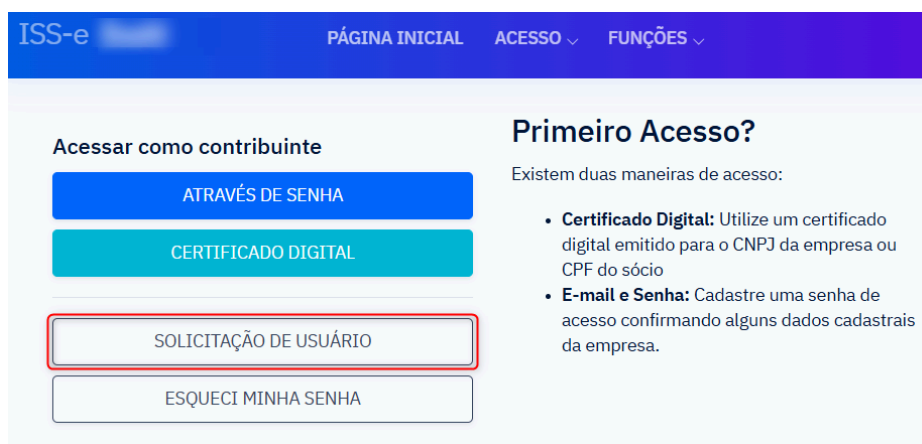 ISS-e
PÁGINA INICIAL ACESSO FUNÇÕES
Acessar como contribuinte
ATRAVÉS DE SENHA
CERTIFICADO DIGITAL
SOLICITAÇÃO DE USUÁRIO
ESQUECI MINHA SENHA
Primeiro Acesso?
Existem duas maneiras de acesso:
• Certificado Digital: Utilize um certificado
digital emitido para o CNPJ da empresa ou
CPF do sócio
• E-mail e Senha: Cadastre uma senha de
acesso confirmando alguns dados cadastrais
da empresa.